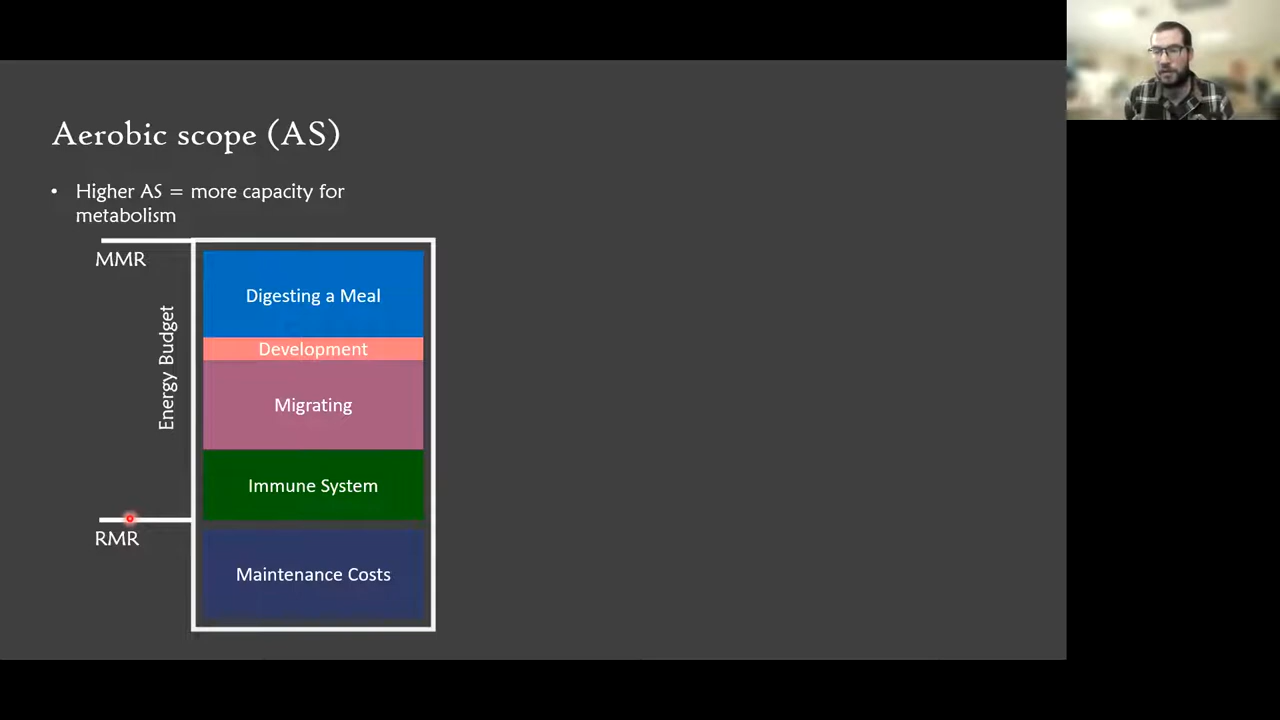 Aerobic scope (AS)
• Higher AS = more capacity for
metabolism
MMR
Energy Budget
Digesting a Meal
Development
Migrating
Immune System
RMR
Maintenance Costs